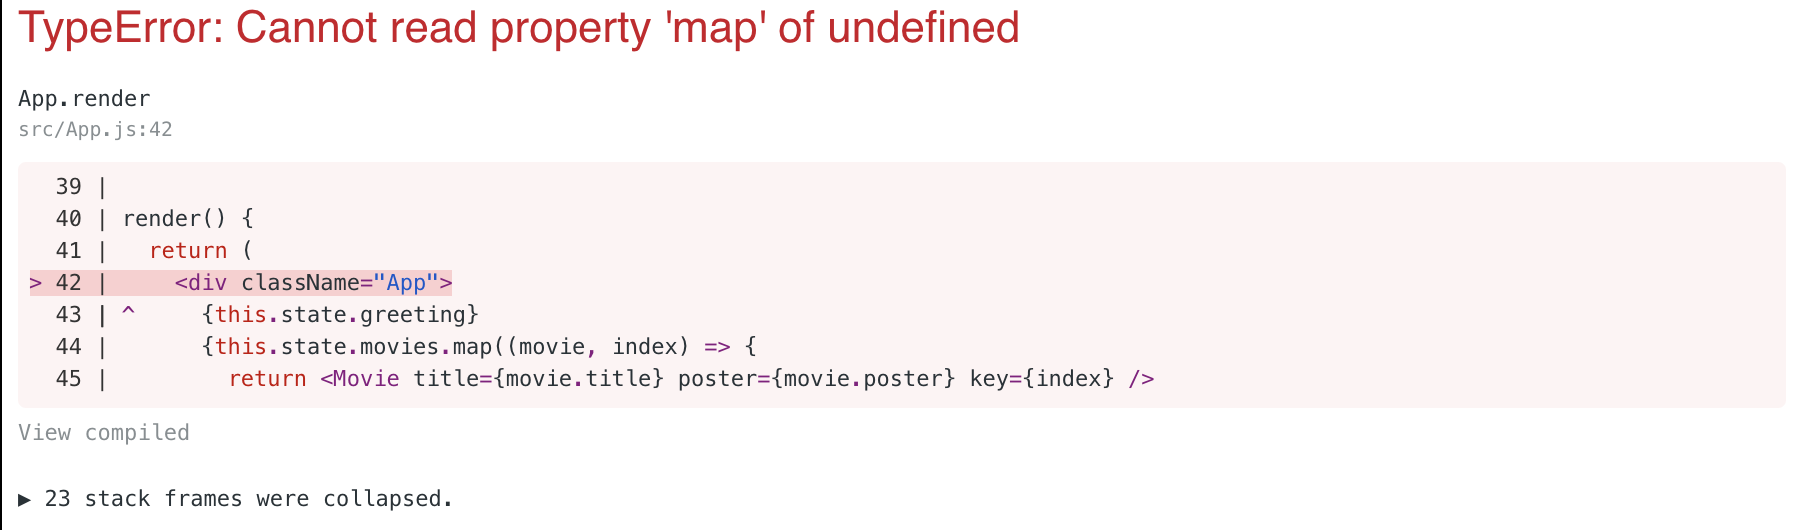 TypeError: Cannot read property 'map' of undefined
App.render
src/App.js:42
39 |
40 | render() {
41 |   return (
> 42 |     <div className="App">
43 | ^     {this.state.greeting}
44 |       {this.state.movies.map((movie, index) => {
45 |         return <Movie title={movie.title} poster={movie.poster} key={index} />
View compiled
▶ 23 stack frames were collapsed.